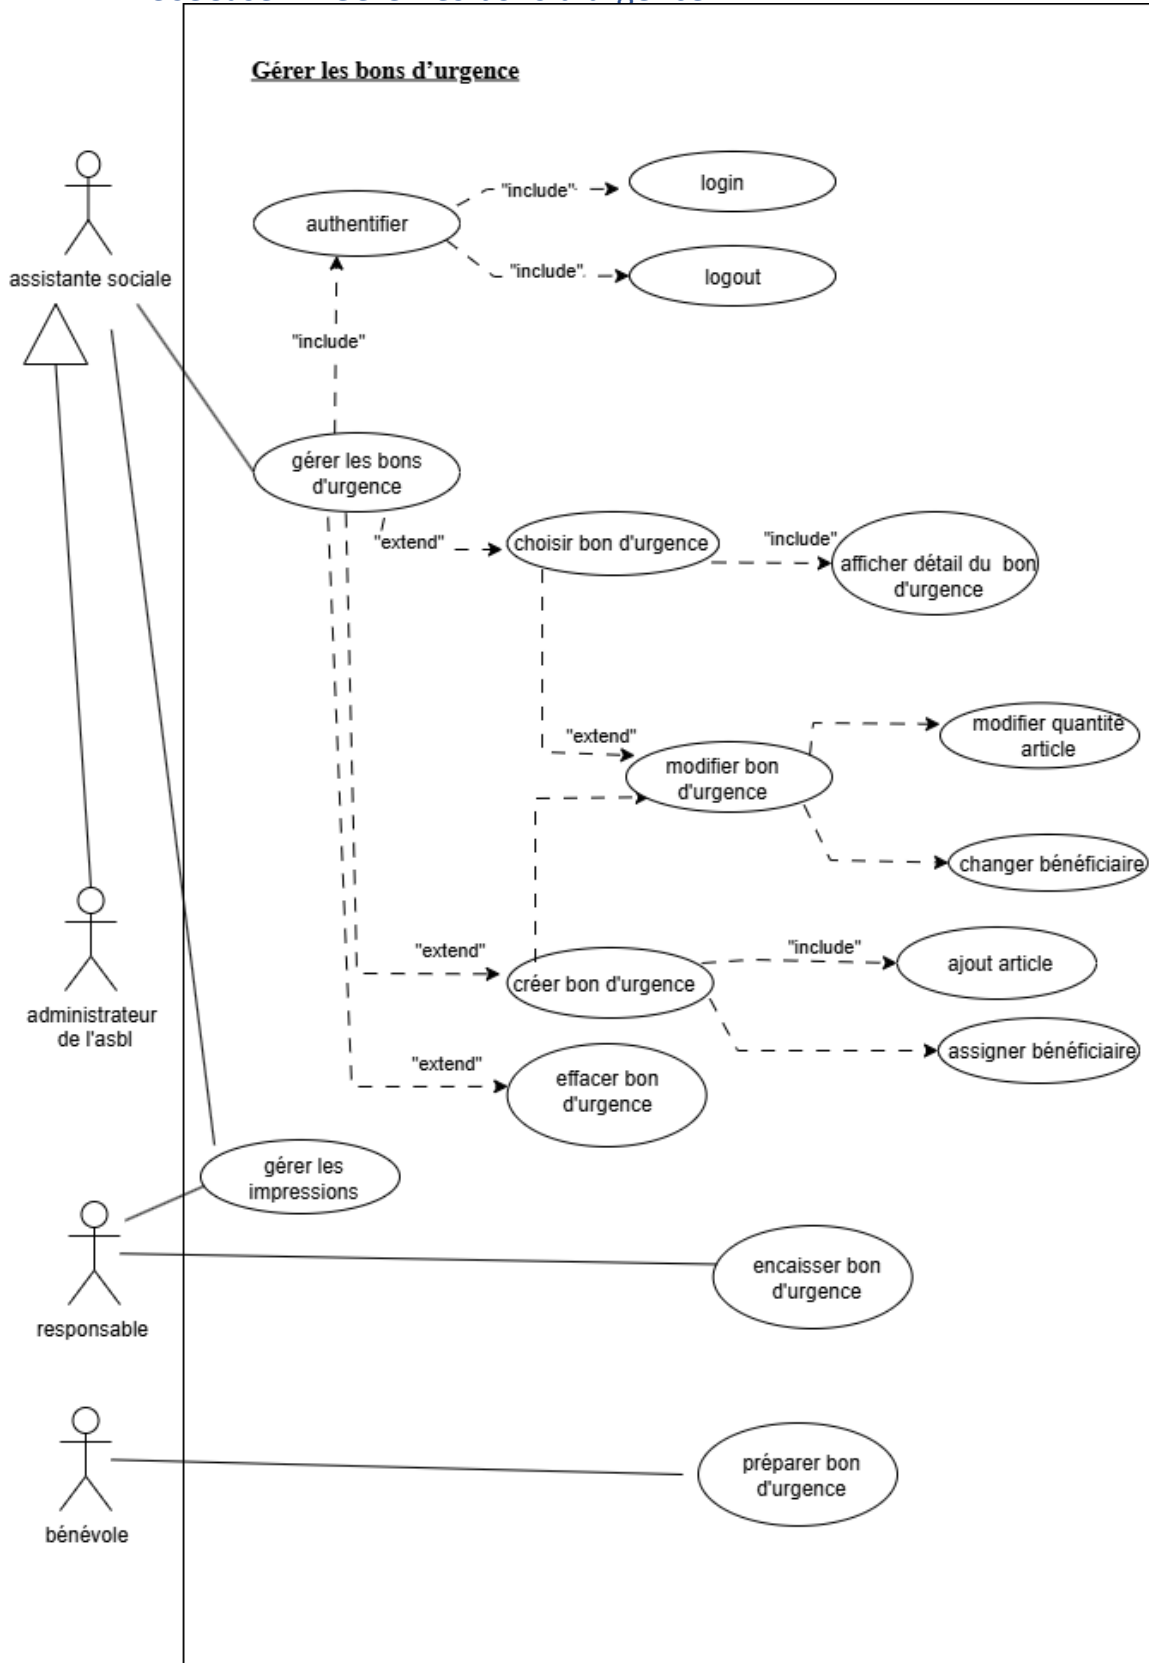 Gérer les bons d'urgence
"include"
login
authentifier
"include"
logout
assistante sociale
"include"
gérer les bons
d'urgence
"extend"
choisir bon d'urgence
"include"
afficher détail du bon
d'urgence
"extend"
modifier quantité
article
modifier bon
d'urgence
changer bénéficiaire
"extend"
"include"
ajout article
créer bon d'urgence
administrateur
de l'asbl
assigner bénéficiaire
"extend"
effacer bon
d'urgence
gérer les
impressions
encaisser bon
d'urgence
responsable
préparer bon
d'urgence
bénévole